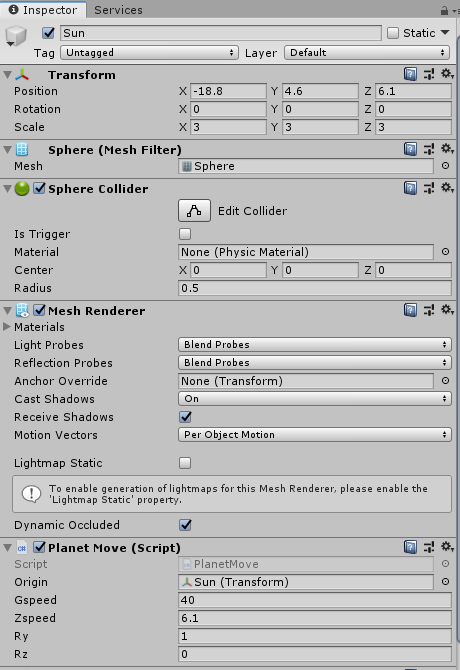 Inspector Services
Sun Static
Tag Untagged Layer Default
Transform
Position X -18.8 Y 4.6 Z 6.1
Rotation X 0 Y 0 Z 0
Scale X 3 Y 3 Z 3
Sphere (Mesh Filter)
Mesh Sphere
Sphere Collider
Edit Collider
Is Trigger
Material None (Physic Material)
Center X 0 Y 0 Z 0
Radius 0.5
Mesh Renderer
Materials
Light Probes Blend Probes
Reflection Probes Blend Probes
Anchor Override None (Transform)
Cast Shadows On
Receive Shadows
Motion Vectors Per Object Motion
Lightmap Static
To enable generation of lightmaps for this Mesh Renderer, please enable the
'Lightmap Static' property.
Dynamic Occluded
Planet Move (Script)
Script PlanetMove
Origin Sun (Transform)
Gspeed 40
Zspeed 6.1
Ry 1
Rz 0